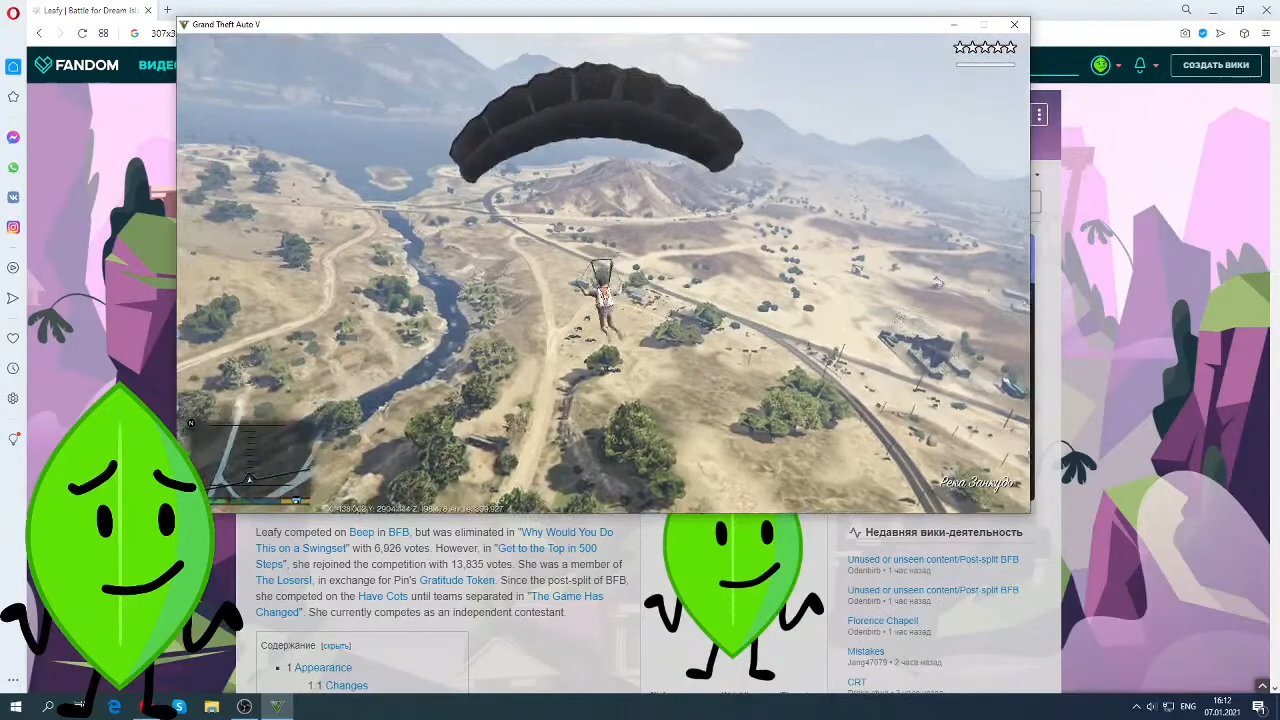 Leafy | Battle for Dream Isl
307x3
Grand Theft Auto V
FANDOM
ВИДЕО
СОЗДАТЬ ВИКИ
N
Река Занкудо
Leafy competed on Beep in BFB, but was eliminated in "Why Would You Do
This on a Swingset" with 6,926 votes. However, in "Get to the Top in 500
Steps", she rejoined the competition with 13,835 votes. She was a member of
The Losers!, in exchange for Pin's Gratitude Token. Since the post-split of BFB,
she competed on the Have Cots until teams separated in "The Game Has
Changed". She currently competes as an independent contestant.
Содержание [скрыть]
1 Appearance
1.1 Changes
Недавняя вики-деятельность
Unused or unseen content/Post-split BFB
Odenbirb • 1 час назад
Unused or unseen content/Post-split BFB
Odenbirb • 1 час назад
Florence Chapell
Odenbirb • 1 час назад
Mistakes
Jang47079 • 2 часа назад
CRT
ENG
16:12
07.01.2021